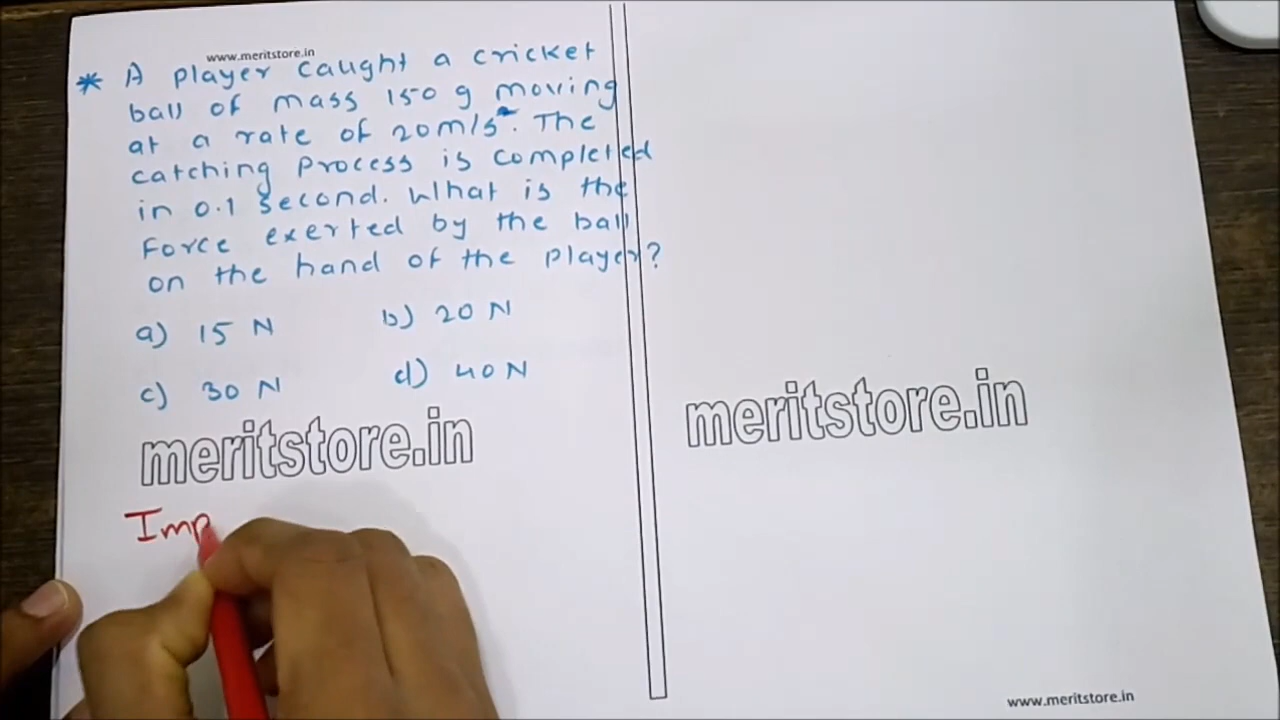 www.meritstore.in
* A player caught a cricket
ball of mass 150 g moving
at a rate of 20m/s. The
catching process is completed
in 0.1 second. What is the
force exerted by the ball
on the hand of the player?
a) 15 N b) 20 N
c) 30 N d) 40 N
meritstore.in
meritstore.in
Imp
www.meritstore.in